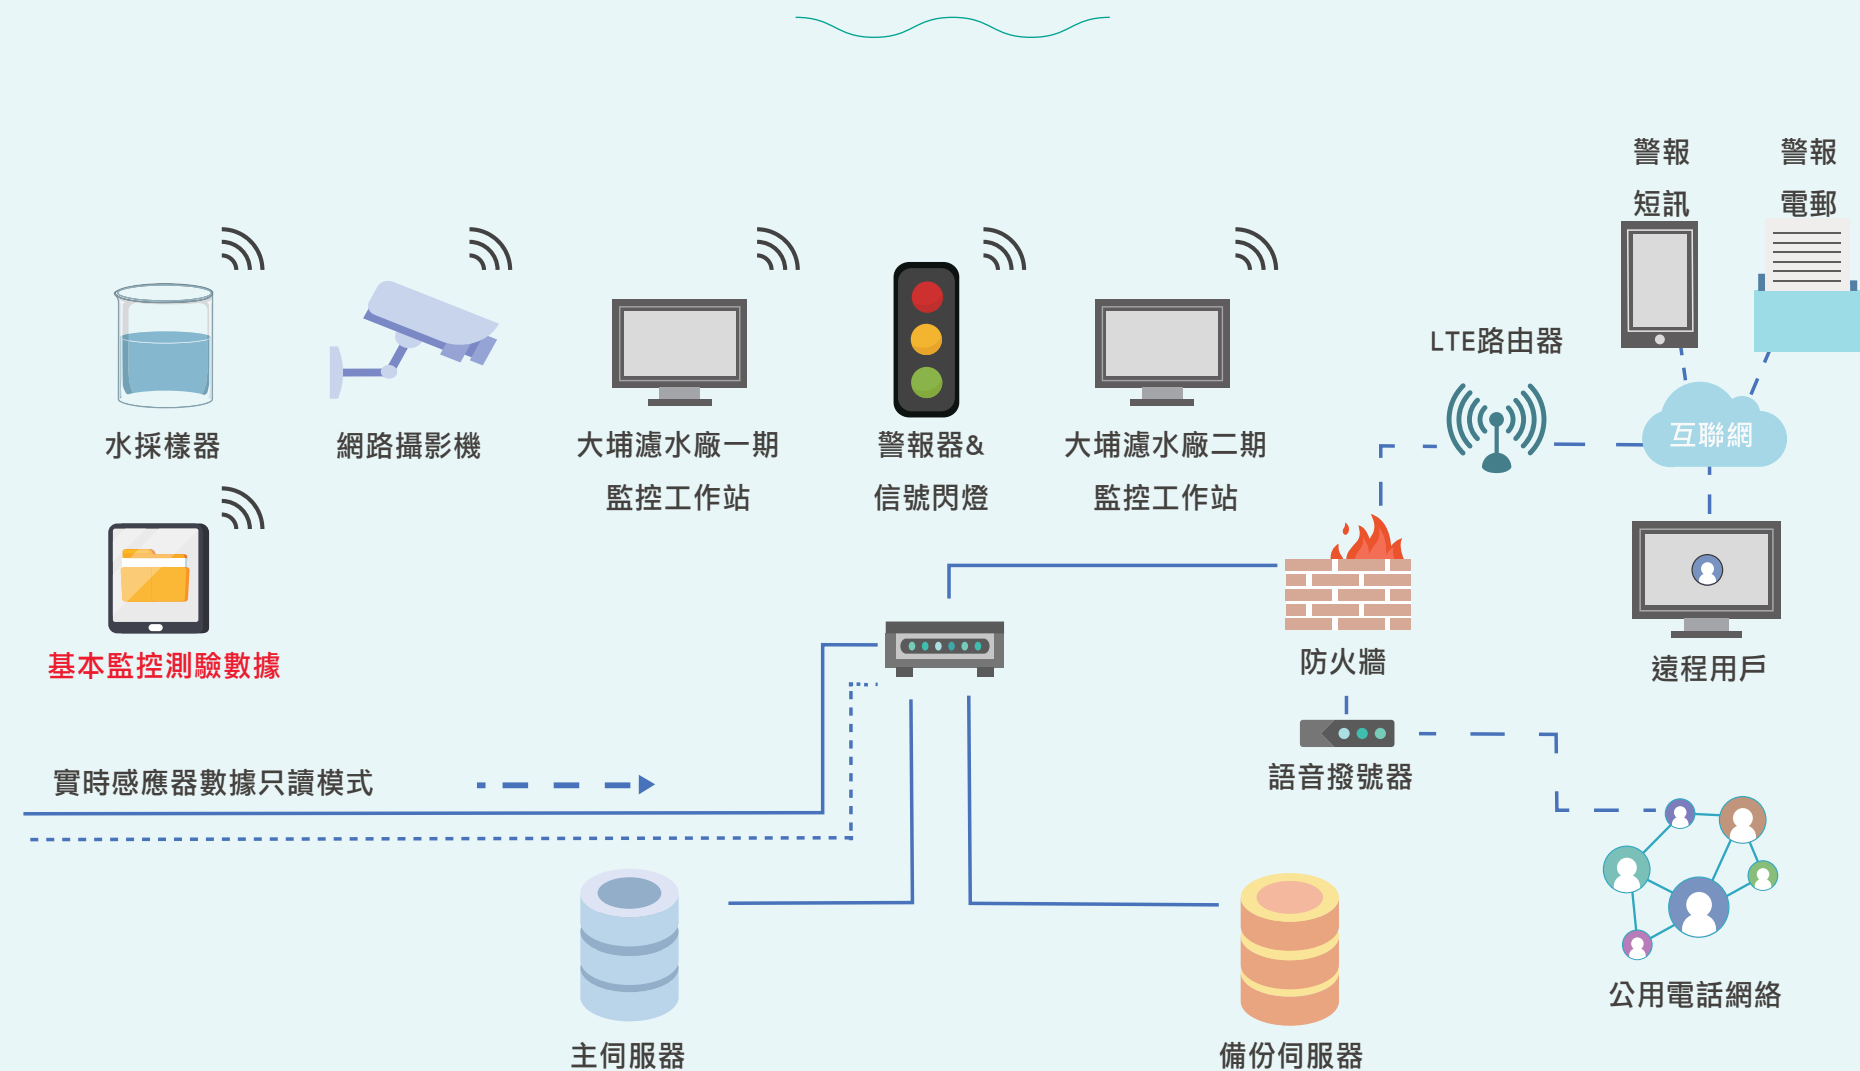 警報
短訊
警報
電郵
LTE路由器
互聯網
水採樣器
網路攝影機
大埔濾水廠一期
監控工作站
警報器&
信號閃燈
大埔濾水廠二期
監控工作站
基本監控測驗數據
防火牆
遠程用戶
實時感應器數據只讀模式
語音撥號器
公用電話網絡
主伺服器
備份伺服器